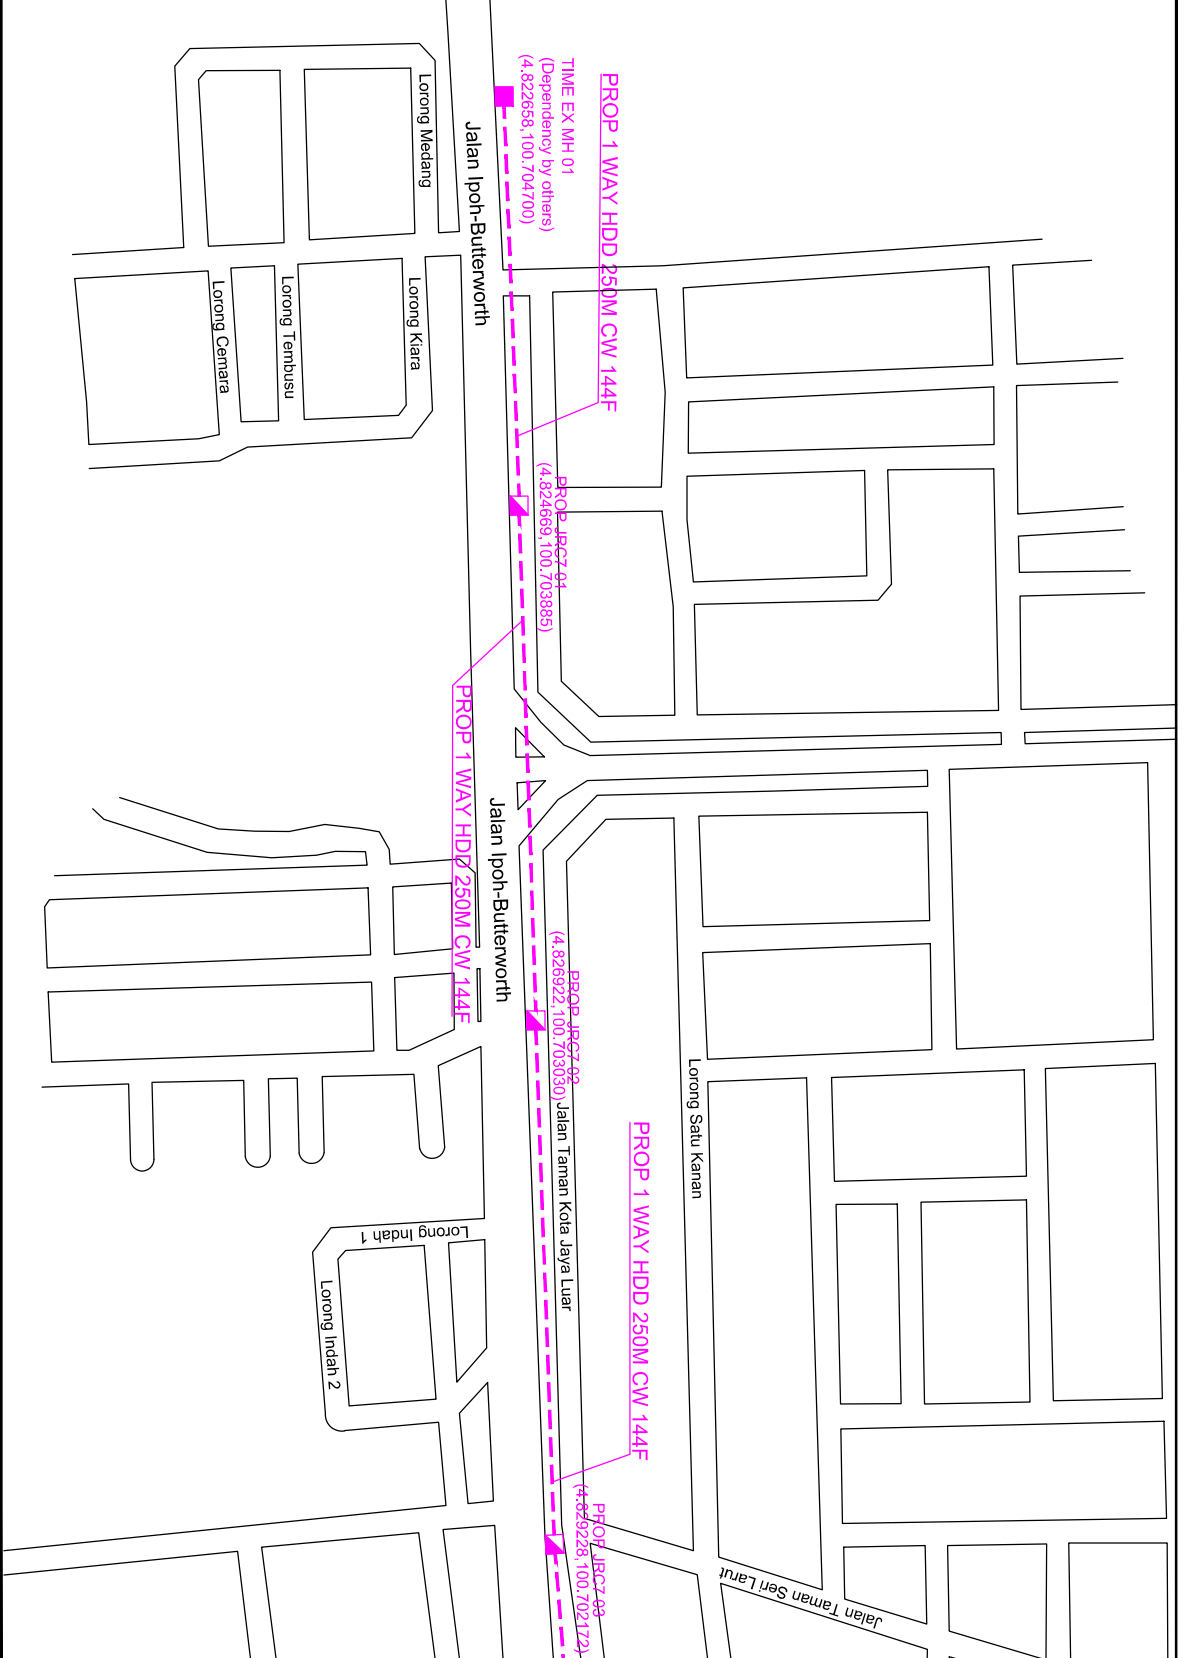 PROP 1 WAY HDD 250M CW 144F
TIME EX MH 01
(Dependency by others)
(4.822658,100.704700)
Jalan Ipoh-Butterworth
Lorong Medang
Lorong Kiara
Lorong Tembusu
Lorong Cemara
PROP JRC7 01
(4.824669,100.703885)
PROP 1 WAY HDD 250M CW 144F
Jalan Ipoh-Butterworth
PROP JRC7 02
(4.826922,100.703030)
Jalan Taman Kota Jaya Luar
Lorong Satu Kanan
PROP 1 WAY HDD 250M CW 144F
Lorong Indah 1
Lorong Indah 2
PROP JRC7 03
(4.829228,100.702172)
Jalan Taman Seri Larut